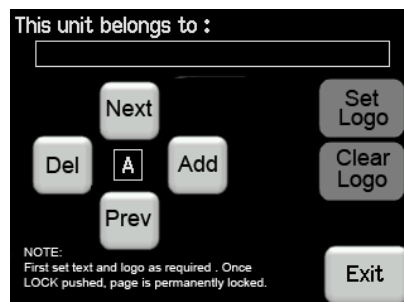 This unit belongs to :
Next
Set
Logo
Del
A
Add
Clear
Logo
Prev
NOTE:
First set text and logo as required . Once
LOCK pushed, page is permanently locked.
Exit